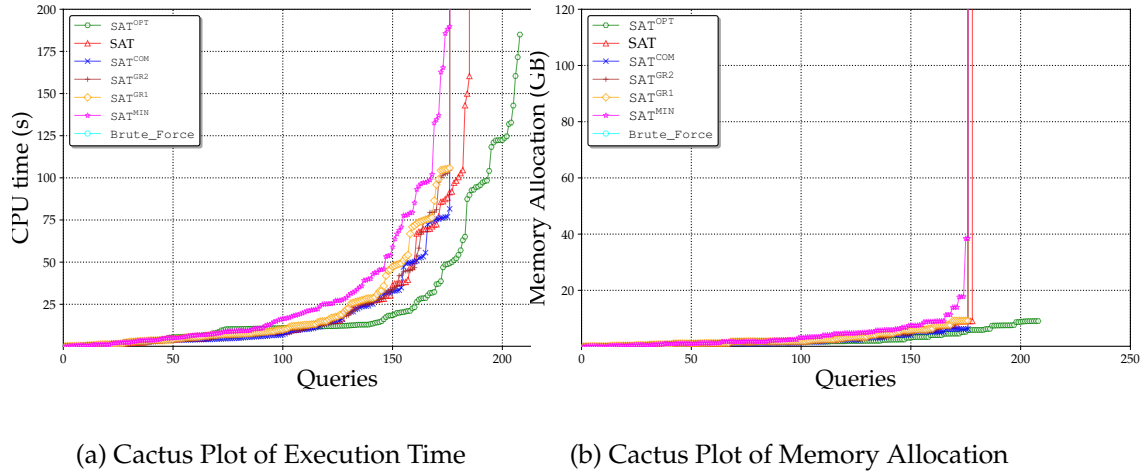 200
175
150
125
100
75
50
25
CPU time (s)
0
50
100
150
200
Queries
SAT^OPT
SAT
SAT^COM
SAT^GR2
SAT^GR1
SAT^MIN
Brute_Force
(a) Cactus Plot of Execution Time
120
100
80
60
40
20
Memory Allocation (GB)
0
50
100
150
200
250
Queries
SAT^OPT
SAT
SAT^COM
SAT^GR2
SAT^GR1
SAT^MIN
Brute_Force
(b) Cactus Plot of Memory Allocation